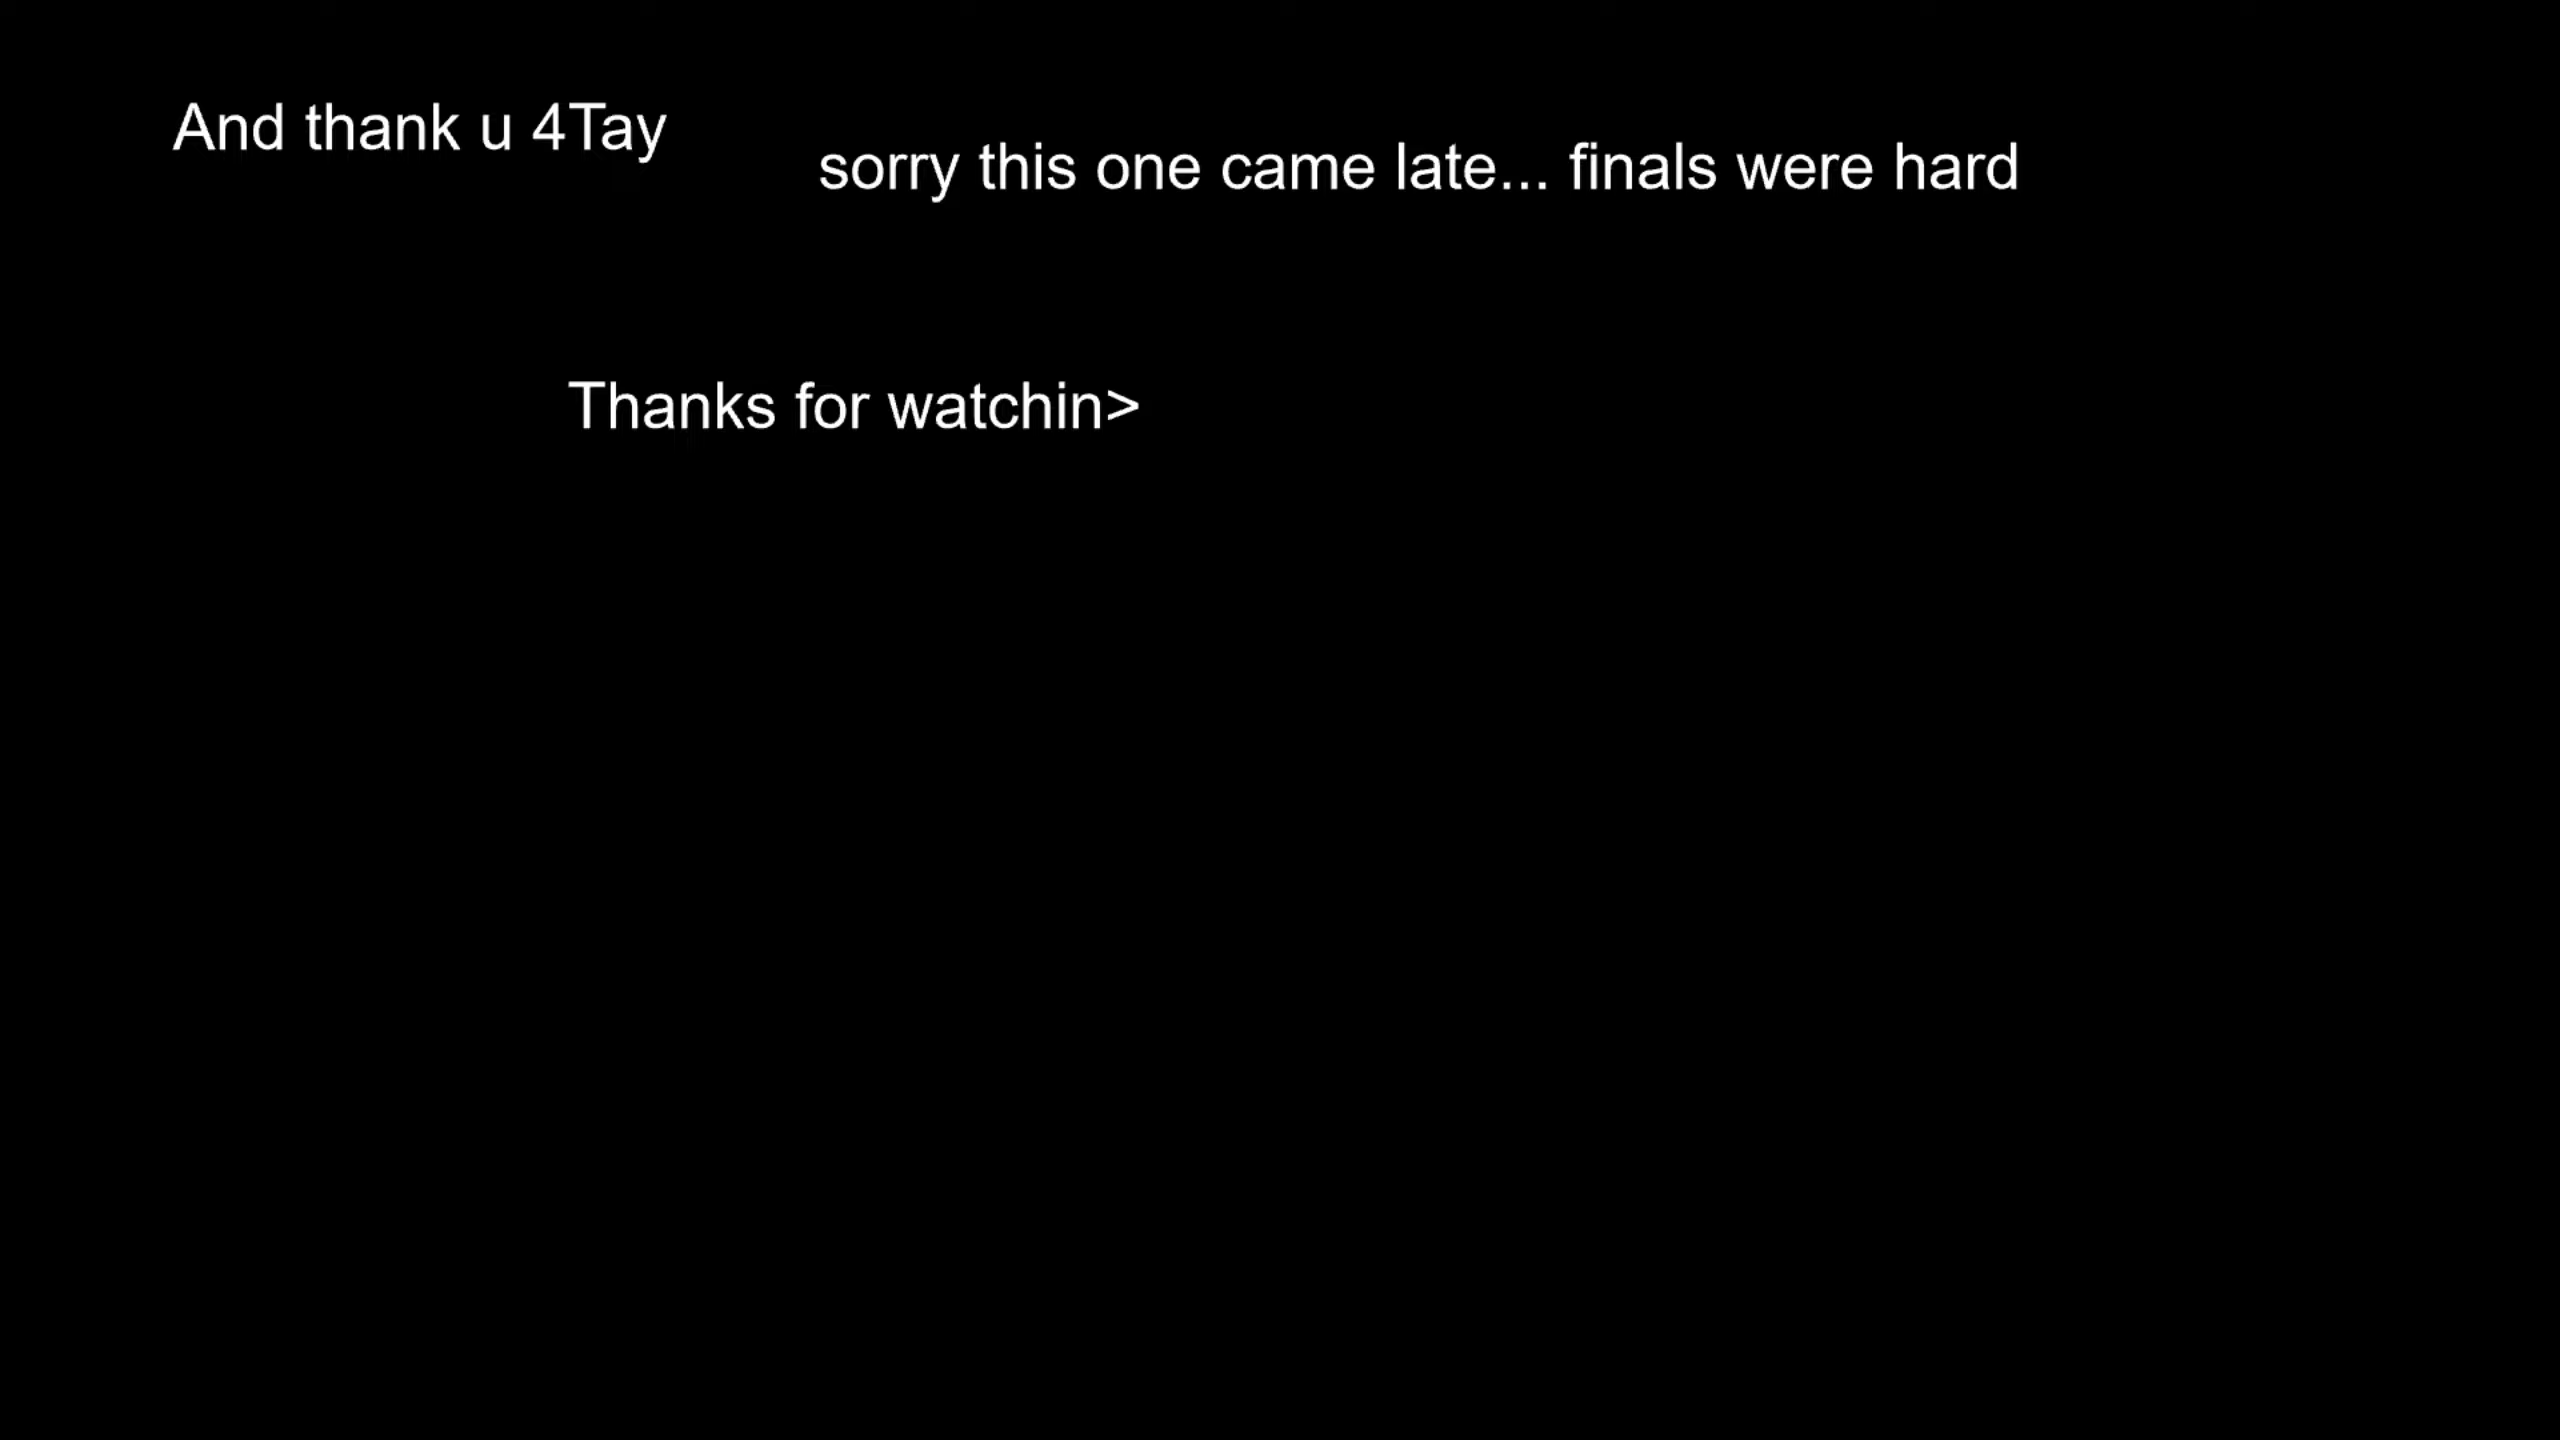 And thank u 4Tay
sorry this one came late... finals were hard
Thanks for watchin>